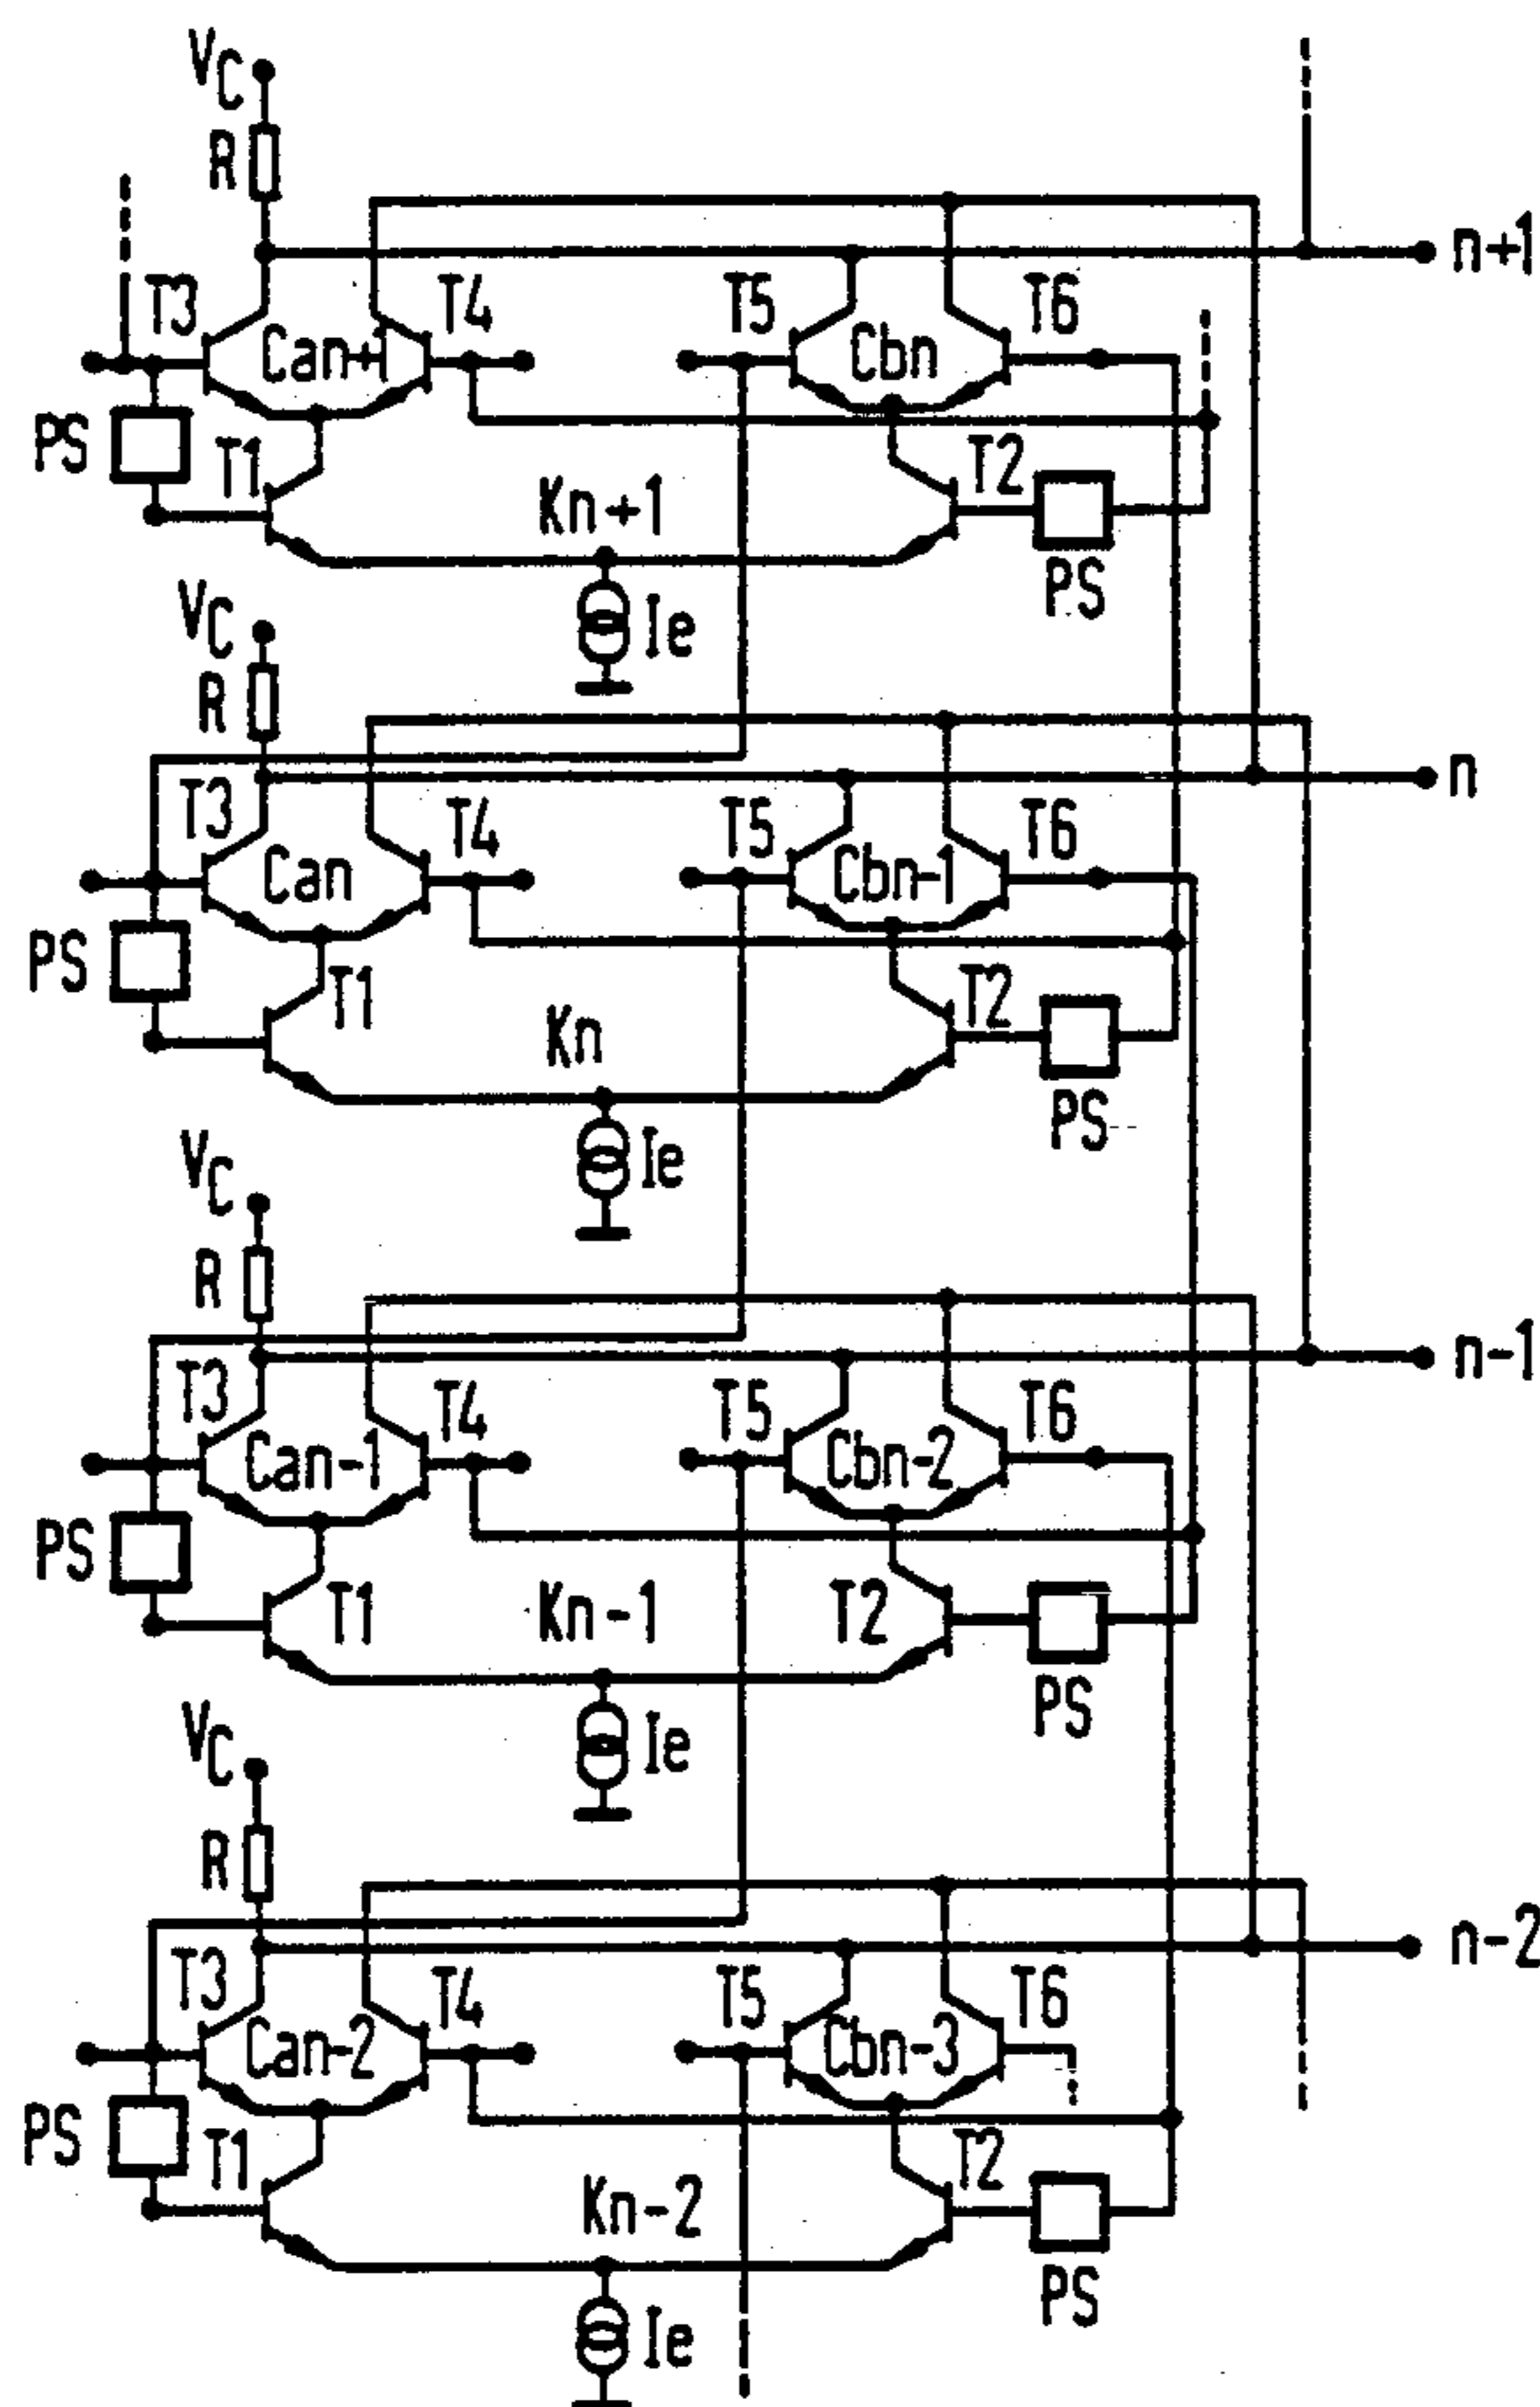 VC
R
n+1
T3
Can+1
T4
T5
Cbn
T6
PS
T1
Kn+1
T2
PS
Ie
VC
R
n
T3
Can
T4
T5
Cbn-1
T6
PS
T1
Kn
T2
PS
Ie
VC
R
n-1
T3
Can-1
T4
T5
Cbn-2
T6
PS
T1
Kn-1
T2
PS
Ie
VC
R
n-2
T3
Can-2
T4
T5
Cbn-3
T6
PS
T1
Kn-2
T2
PS
Ie